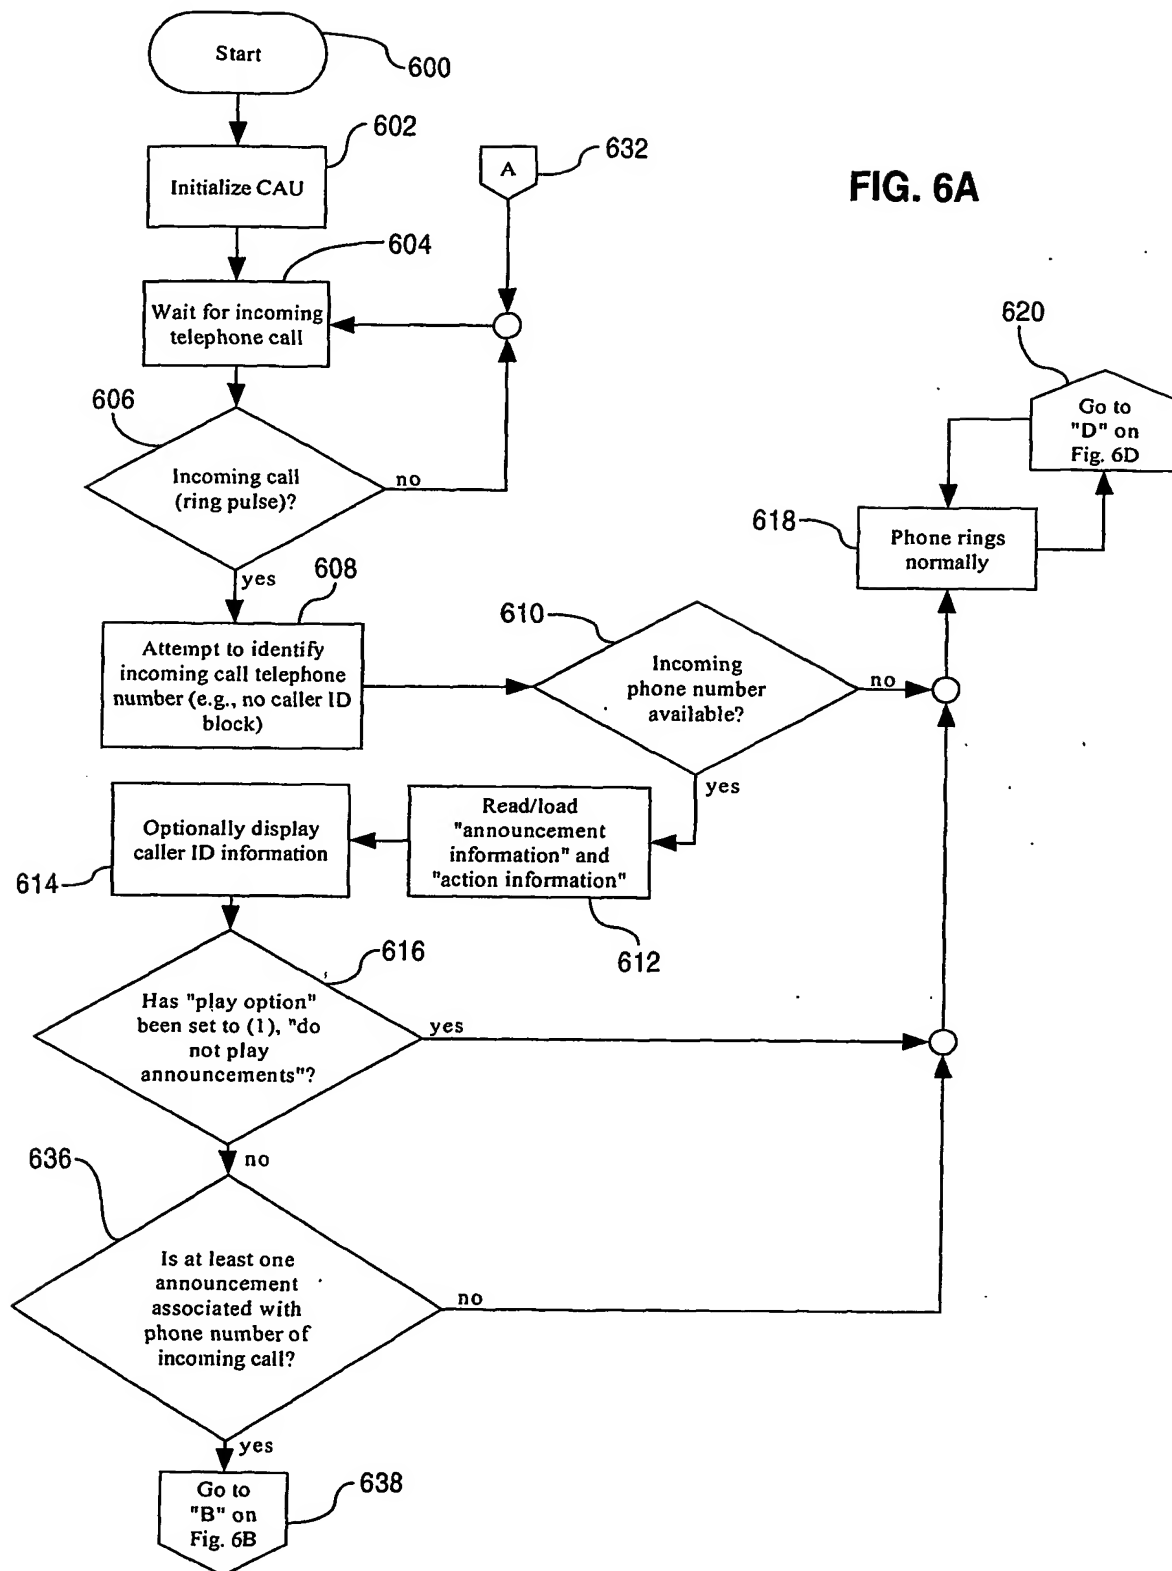 Start
600
602
Initialize CAU
A
632
FIG. 6A
604
Wait for incoming
telephone call
620
Go to
"D" on
Fig. 6D
606
Incoming call
(ring pulse)?
no
yes
618
Phone rings
normally
608
Attempt to identify
incoming call telephone
number (e.g., no caller ID
block)
610
Incoming
phone number
available?
no
yes
Read/load
"announcement
information" and
"action information"
612
Optionally display
caller ID information
614
616
Has "play option"
been set to (1), "do
not play
announcements"?
yes
no
636
Is at least one
announcement
associated with
phone number of
incoming call?
no
yes
Go to
"B" on
Fig. 6B
638